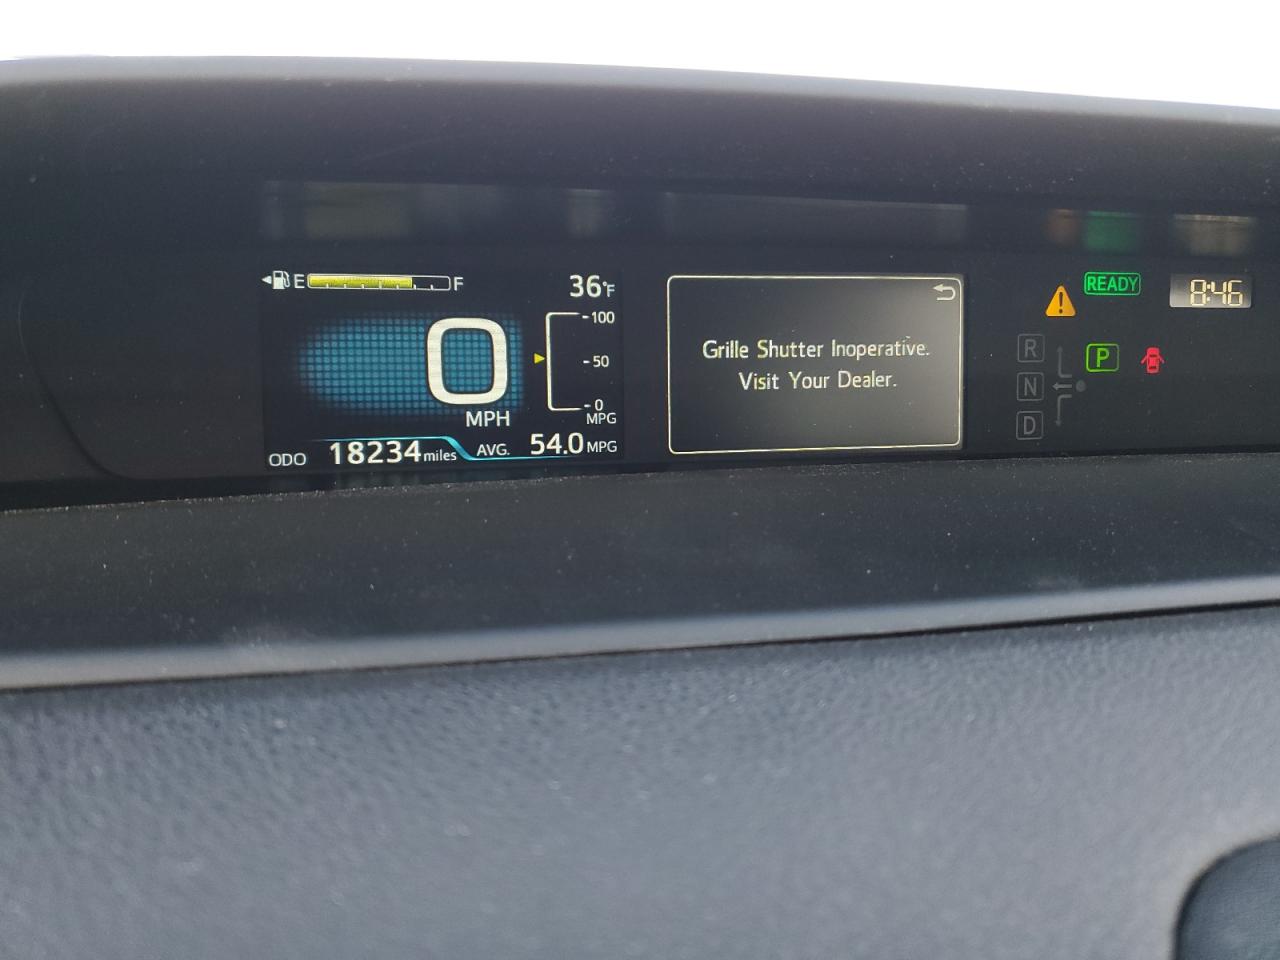 E F 36°F
100
0 50
0
MPH MPG
ODO 18234 miles AVG. 54.0 MPG
Grille Shutter Inoperative.
Visit Your Dealer.
READY 8:46
R P
N
D